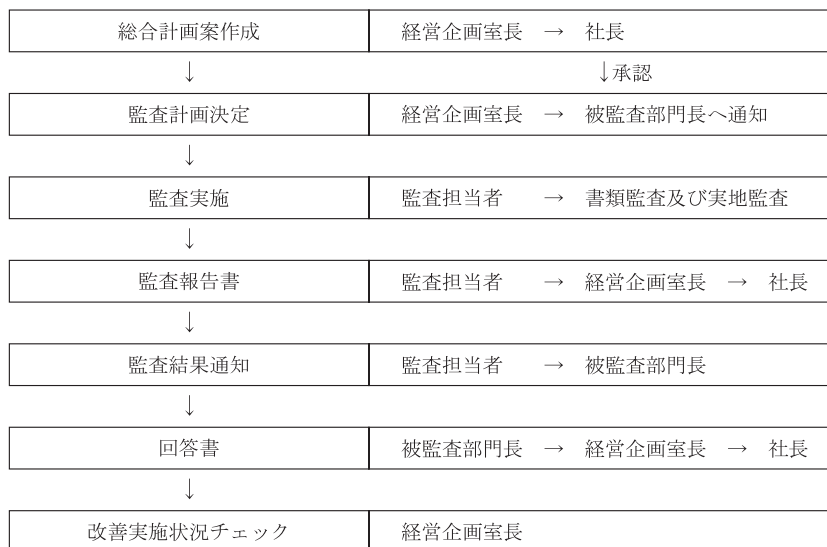 総合計画案作成 経営企画室長 → 社長
↓ ↓承認
監査計画決定 経営企画室長 → 被監査部門長へ通知
↓
監査実施 監査担当者 → 書類監査及び実地監査
↓
監査報告書 監査担当者 → 経営企画室長 → 社長
↓
監査結果通知 監査担当者 → 被監査部門長
↓
回答書 被監査部門長 → 経営企画室長 → 社長
↓
改善実施状況チェック 経営企画室長